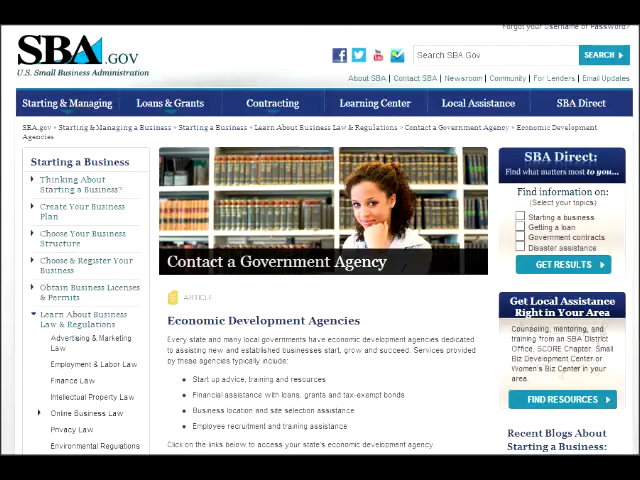 Forgot your Username or Password?
SBA.GOV
U.S. Small Business Administration
Search SBA.Gov
SEARCH
About SBA | Contact SBA | Newsroom | Community | For Lenders | Email Updates
Starting & Managing
Loans & Grants
Contracting
Learning Center
Local Assistance
SBA Direct
SBA.gov » Starting & Managing a Business » Starting a Business » Learn About Business Law & Regulations » Contact a Government Agency » Economic Development
Agencies
Starting a Business
Thinking About
Starting a Business?
Create Your Business
Plan
Choose Your Business
Structure
Choose & Register Your
Business
Obtain Business Licenses
& Permits
Learn About Business
Law & Regulations
Advertising & Marketing
Law
Employment & Labor Law
Finance Law
Intellectual Property Law
Online Business Law
Privacy Law
Environmental Regulations
Contact a Government Agency
ARTICLE
Economic Development Agencies
Every state and many local governments have economic development agencies dedicated
to assisting new and established businesses start, grow and succeed. Services provided
by these agencies typically include:
• Start up advice, training and resources
• Financial assistance with loans, grants and tax-exempt bonds
• Business location and site selection assistance
• Employee recruitment and training assistance
Click on the links below to access your state's economic development agency.
SBA Direct:
Find what matters most to you...
Find information on:
(Select your topics)
Starting a business
Getting a loan
Government contracts
Disaster assistance
GET RESULTS
Get Local Assistance
Right in Your Area
Counseling, mentoring, and
training from an SBA District
Office, SCORE Chapter, Small
Biz Development Center or
Women's Biz Center in your
area.
FIND RESOURCES
Recent Blogs About
Starting a Business: